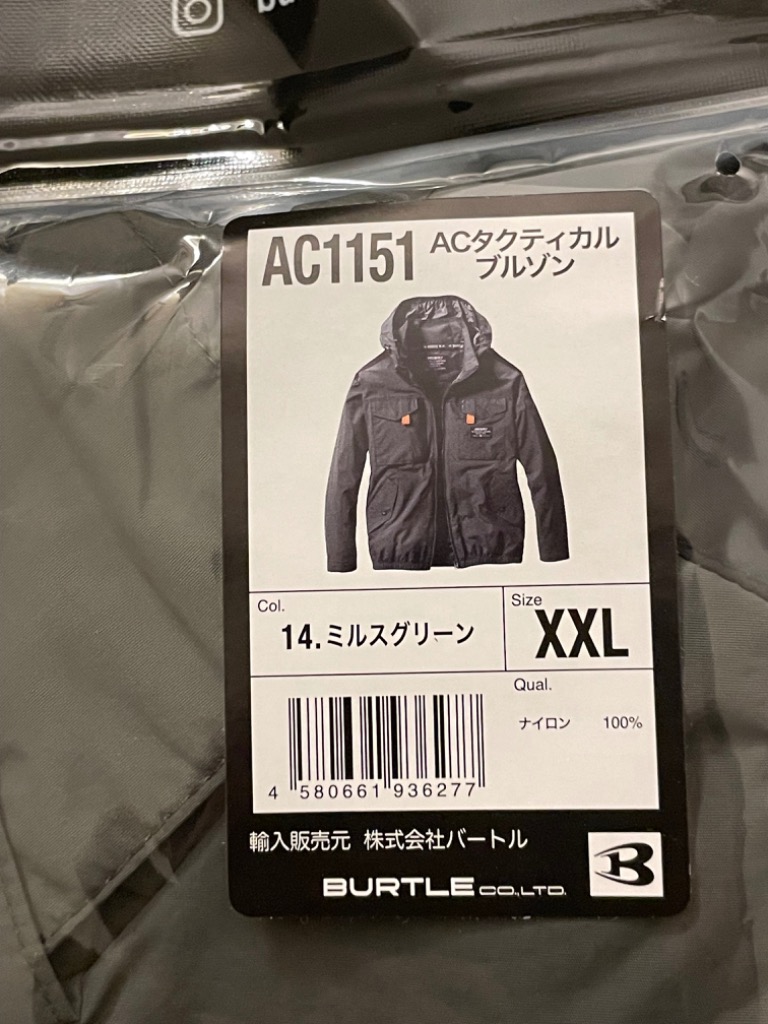 AC1151 ACタクティカル
ブルゾン
Col.
14.ミルスグリーン
Size
XXL
Qual.
ナイロン 100%
4 580661 936277
輸入販売元 株式会社バートル
BURTLE CO.,LTD.